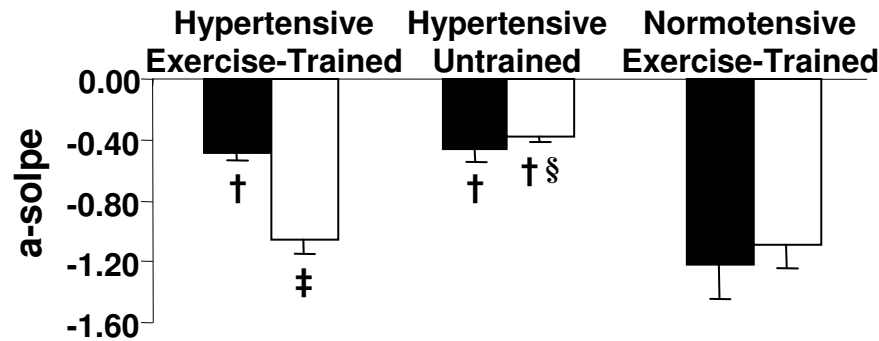 Hypertensive Hypertensive Normotensive
Exercise-Trained Untrained Exercise-Trained
0.00
-0.40
† † § †
-0.80
-1.20
‡
-1.60
a-solpe